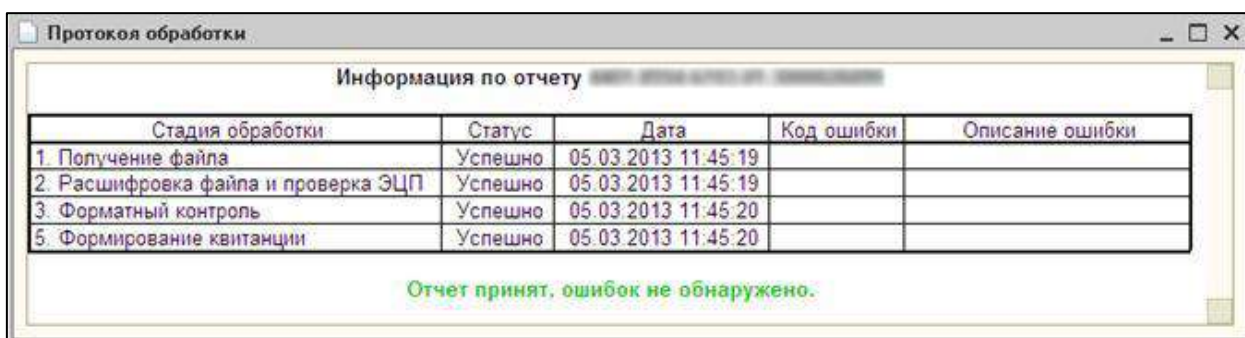 Протокол обработки
Информация по отчету
Стадия обработки Статус Дата Код ошибки Описание ошибки
1. Получение файла Успешно 05.03.2013 11:45:19
2. Расшифровка файла и проверка ЭЦП Успешно 05.03.2013 11:45:19
3. Форматный контроль Успешно 05.03.2013 11:45:20
5. Формирование квитанции Успешно 05.03.2013 11:45:20
Отчет принят, ошибок не обнаружено.